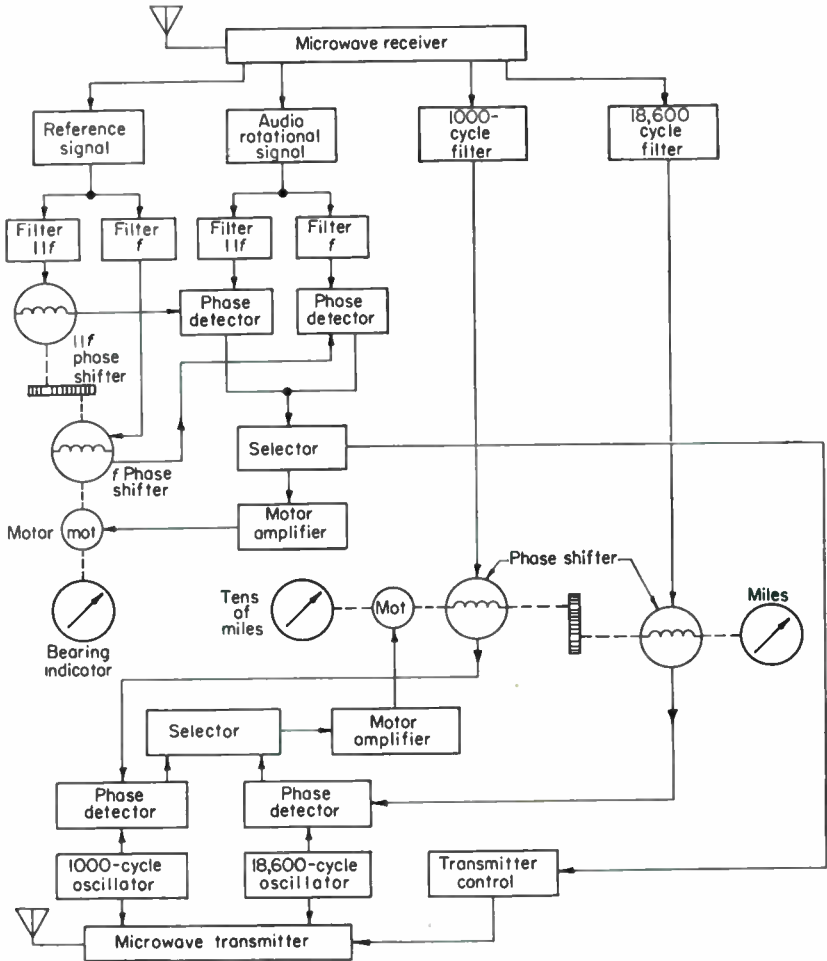 Microwave receiver
Reference
signal
Audio
rotational
signal
1000-
cycle
filter
18,600
cycle
filter
Filter
11f
Filter
f
Filter
11f
Filter
f
Phase
detector
Phase
detector
11f
phase
shifter
Selector
f Phase
shifter
Motor
mot
Motor
amplifier
Bearing
indicator
Tens
of
miles
Mot
Phase shifter
Miles
Selector
Motor
amplifier
Phase
detector
Phase
detector
1000-cycle
oscillator
18,600-cycle
oscillator
Transmitter
control
Microwave transmitter